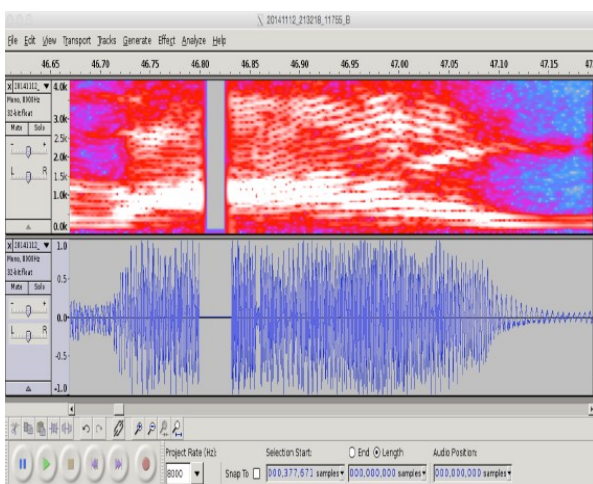 20141112_213218_11755_B
File Edit View Transport Tracks Generate Effect Analyze Help
46.65 46.70 46.75 46.80 46.85 46.90 46.95 47.00 47.05 47.10 47.15 47
x 20141112_ ▼ 4.0k
Mono, 8000Hz
32-bit float
Mute Solo
3.0k
2.5k
- +
2.0k
L R
1.5k
1.0k
0.0k
x 20141112_ ▼ 1.0
Mono, 8000Hz
32-bit float
Mute Solo
0.5
- +
0.0
L R
-0.5
-1.0
Project Rate (Hz): Selection Start: End Length Audio Position:
8000 Snap To 000,377,671 samples 000,000,000 samples 000,000,000 samples